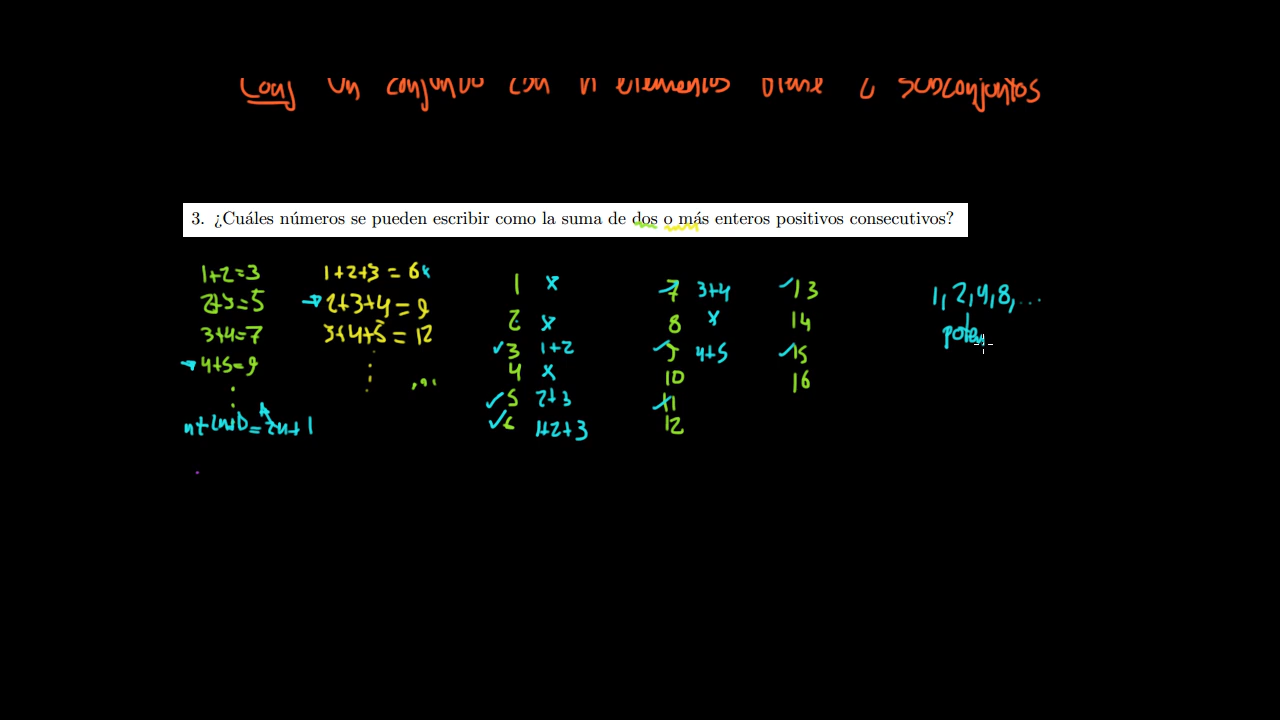 un conjunto con n elementos tiene subconjuntos
3. ¿Cuáles números se pueden escribir como la suma de dos o más enteros positivos consecutivos?
1+2=3
2+3=5
3+4=7
4+5=9
n+(n+1)=2n+1
1+2+3=6
2+3+4=9
3+4+5=12
1 x
2 x
3 1+2
4 x
5 2+3
6 1+2+3
7 3+4
8 x
9 4+5
10
11
12
13
14
15
16
1,2,4,8,...